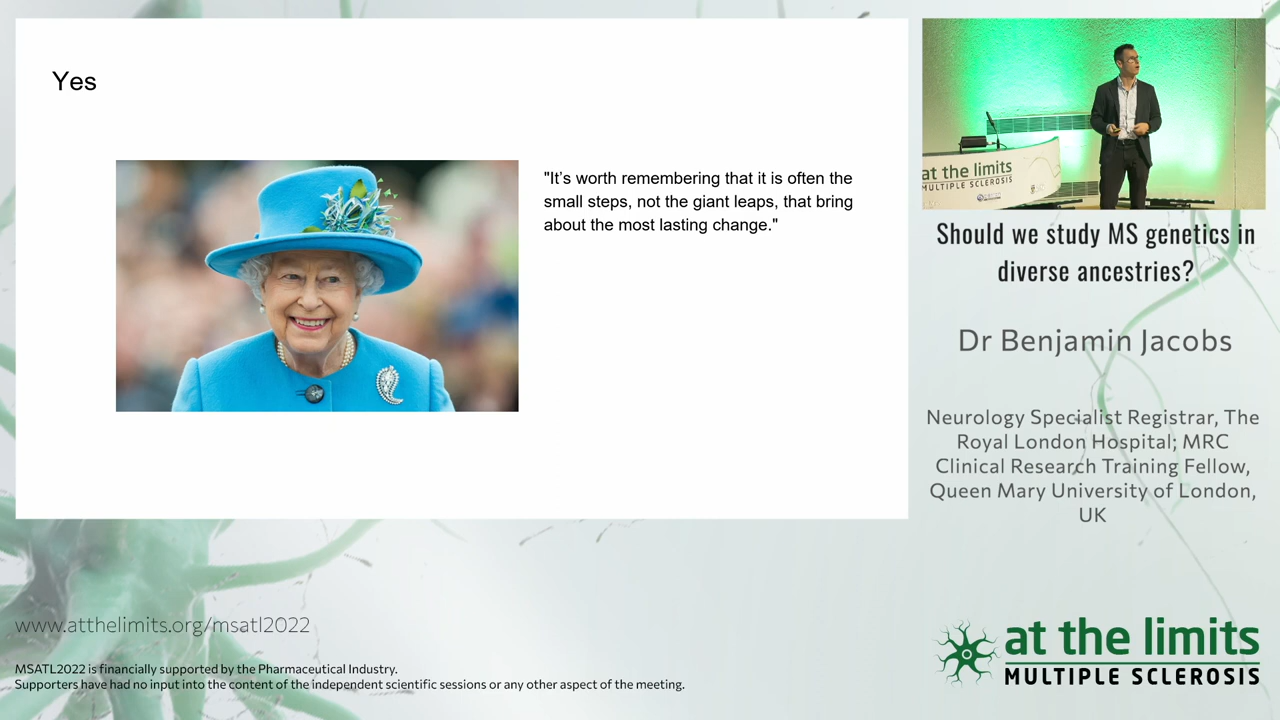 Yes
"It's worth remembering that it is often the
small steps, not the giant leaps, that bring
about the most lasting change."
at the limits
MULTIPLE SCLEROSIS
Should we study MS genetics in
diverse ancestries?
Dr Benjamin Jacobs
Neurology Specialist Registrar, The
Royal London Hospital; MRC
Clinical Research Training Fellow,
Queen Mary University of London,
UK
www.atthelimits.org/msatl2022
MSATL2022 is financially supported by the Pharmaceutical Industry.
Supporters have had no input into the content of the independent scientific sessions or any other aspect of the meeting.
at the limits
MULTIPLE SCLEROSIS